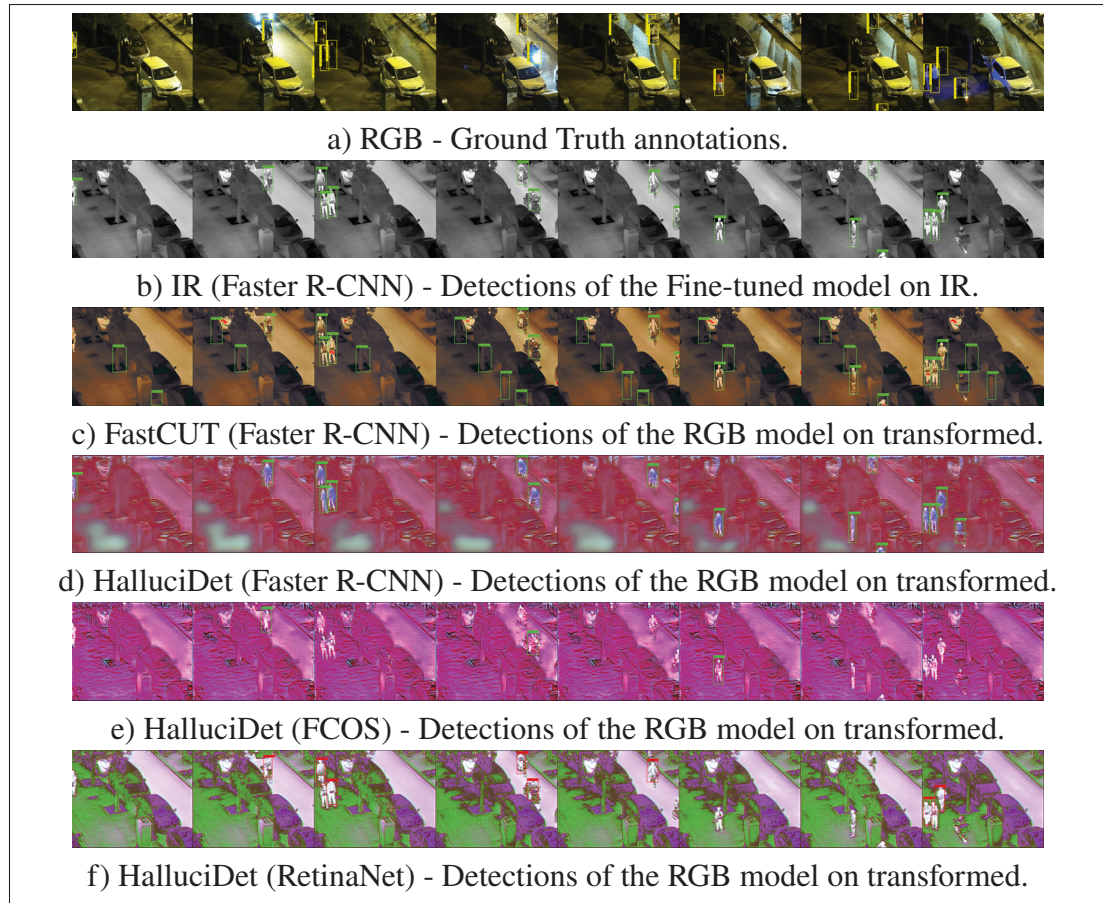 a) RGB - Ground Truth annotations.
b) IR (Faster R-CNN) - Detections of the Fine-tuned model on IR.
c) FastCUT (Faster R-CNN) - Detections of the RGB model on transformed.
d) HalluciDet (Faster R-CNN) - Detections of the RGB model on transformed.
e) HalluciDet (FCOS) - Detections of the RGB model on transformed.
f) HalluciDet (RetinaNet) - Detections of the RGB model on transformed.